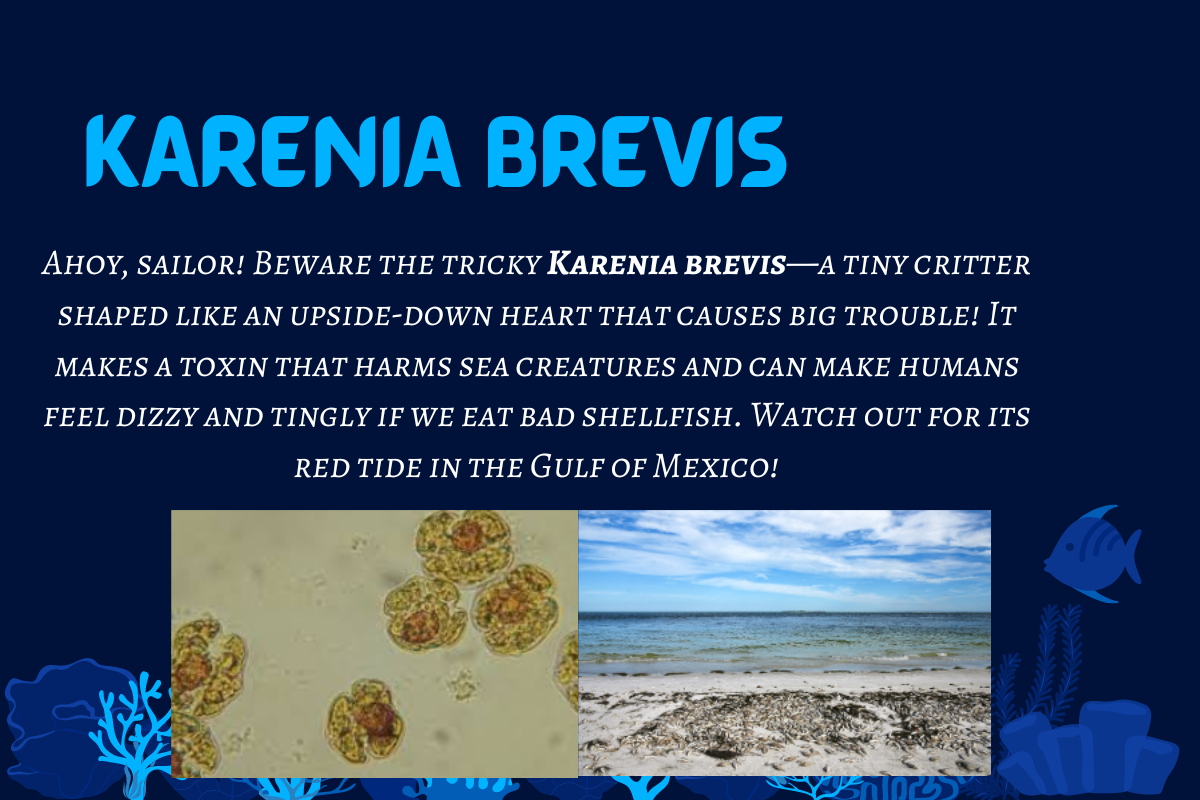 KARENIA BREVIS
Ahoy, sailor! Beware the tricky Karenia brevis—a tiny critter
shaped like an upside-down heart that causes big trouble! It
makes a toxin that harms sea creatures and can make humans
feel dizzy and tingly if we eat bad shellfish. Watch out for its
red tide in the Gulf of Mexico!